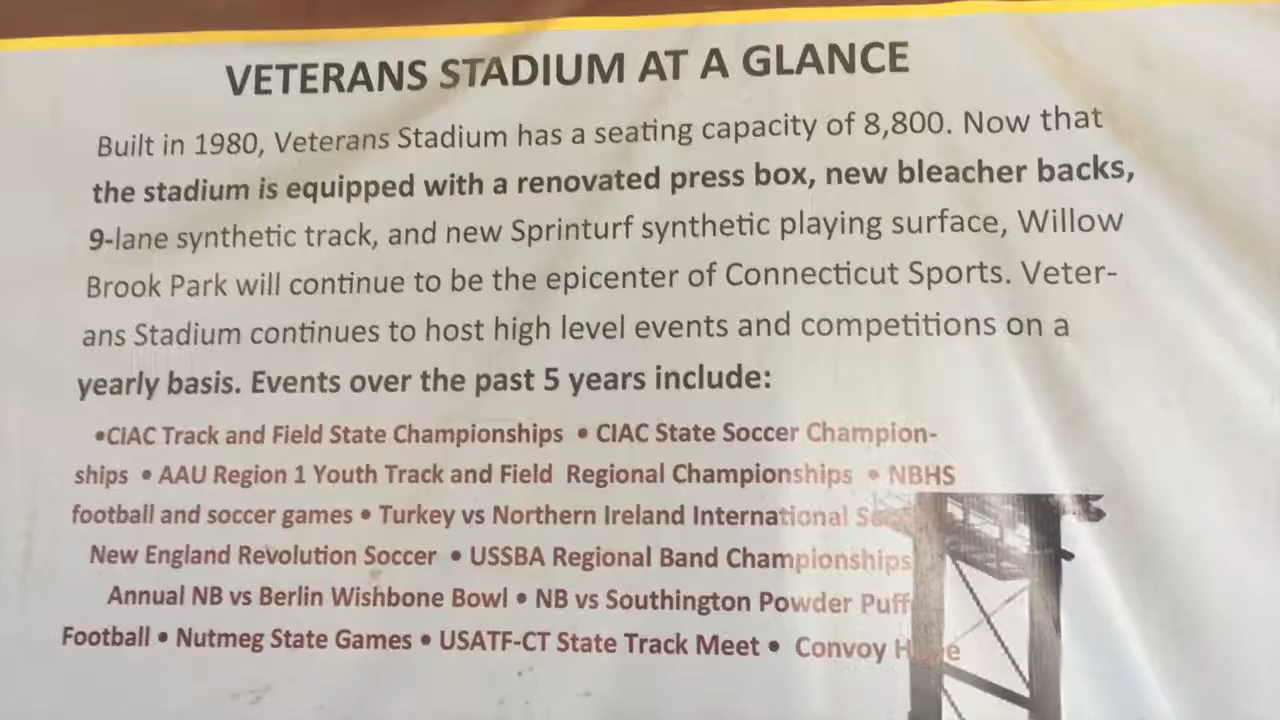 VETERANS STADIUM AT A GLANCE
Built in 1980, Veterans Stadium has a seating capacity of 8,800. Now that
the stadium is equipped with a renovated press box, new bleacher backs,
9-lane synthetic track, and new Sprinturf synthetic playing surface, Willow
Brook Park will continue to be the epicenter of Connecticut Sports. Veter-
ans Stadium continues to host high level events and competitions on a
yearly basis. Events over the past 5 years include:
•CIAC Track and Field State Championships • CIAC State Soccer Champion-
ships • AAU Region 1 Youth Track and Field Regional Championships • NBHS
football and soccer games • Turkey vs Northern Ireland International
New England Revolution Soccer • USSBA Regional Band Championships
Annual NB vs Berlin Wishbone Bowl • NB vs Southington Powder Puff
Football • Nutmeg State Games • USATF-CT State Track Meet • Convoy